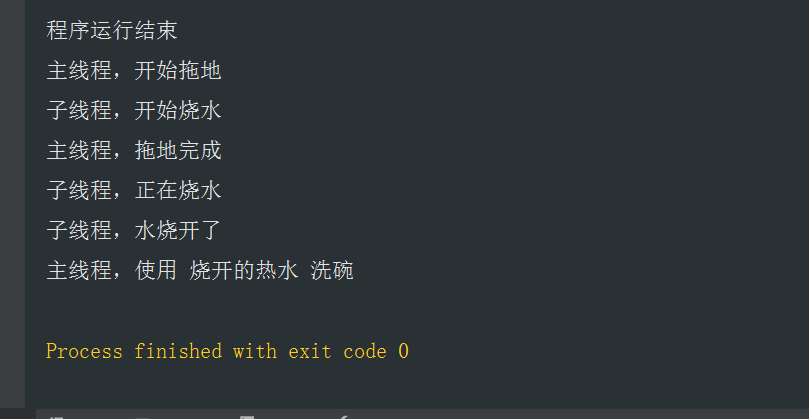 程序运行结束
主线程，开始拖地
子线程，开始烧水
主线程，拖地完成
子线程，正在烧水
子线程，水烧开了
主线程，使用 烧开的热水 洗碗
Process finished with exit code 0